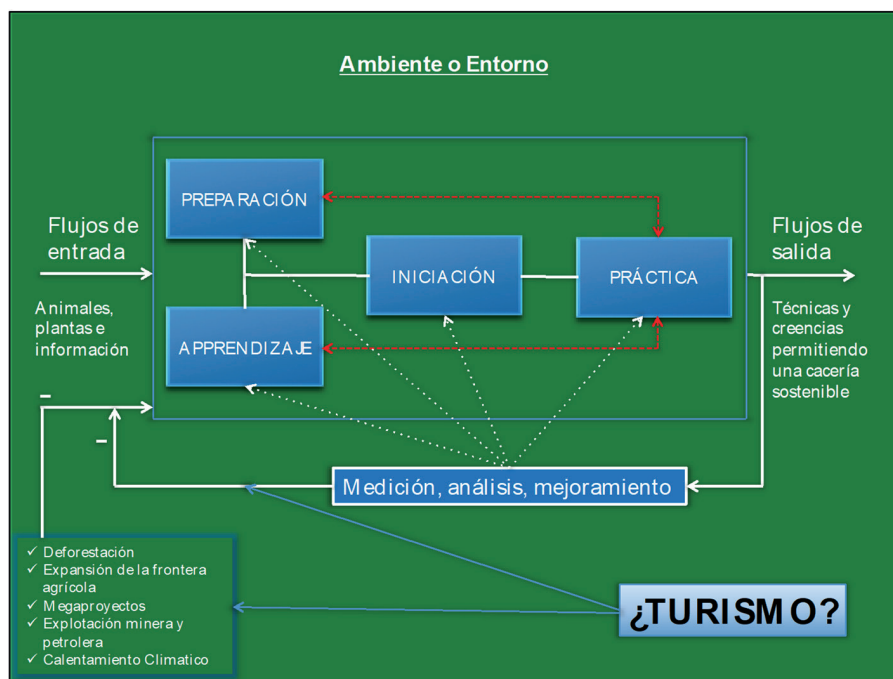 Ambiente o Entorno
PREPARACIÓN
Flujos de
entrada
Animales,
plantas e
información
INICIACIÓN
PRÁCTICA
APPRENDIZAJE
Flujos de
salida
Técnicas y
creencias
permitiendo
una cacería
sostenible
–
–
Medición, análisis, mejoramiento
✓ Deforestación
✓ Expansión de la frontera
agrícola
✓ Megaproyectos
✓ Explotación minera y
petrolera
✓ Calentamiento Climatico
¿TURISMO?